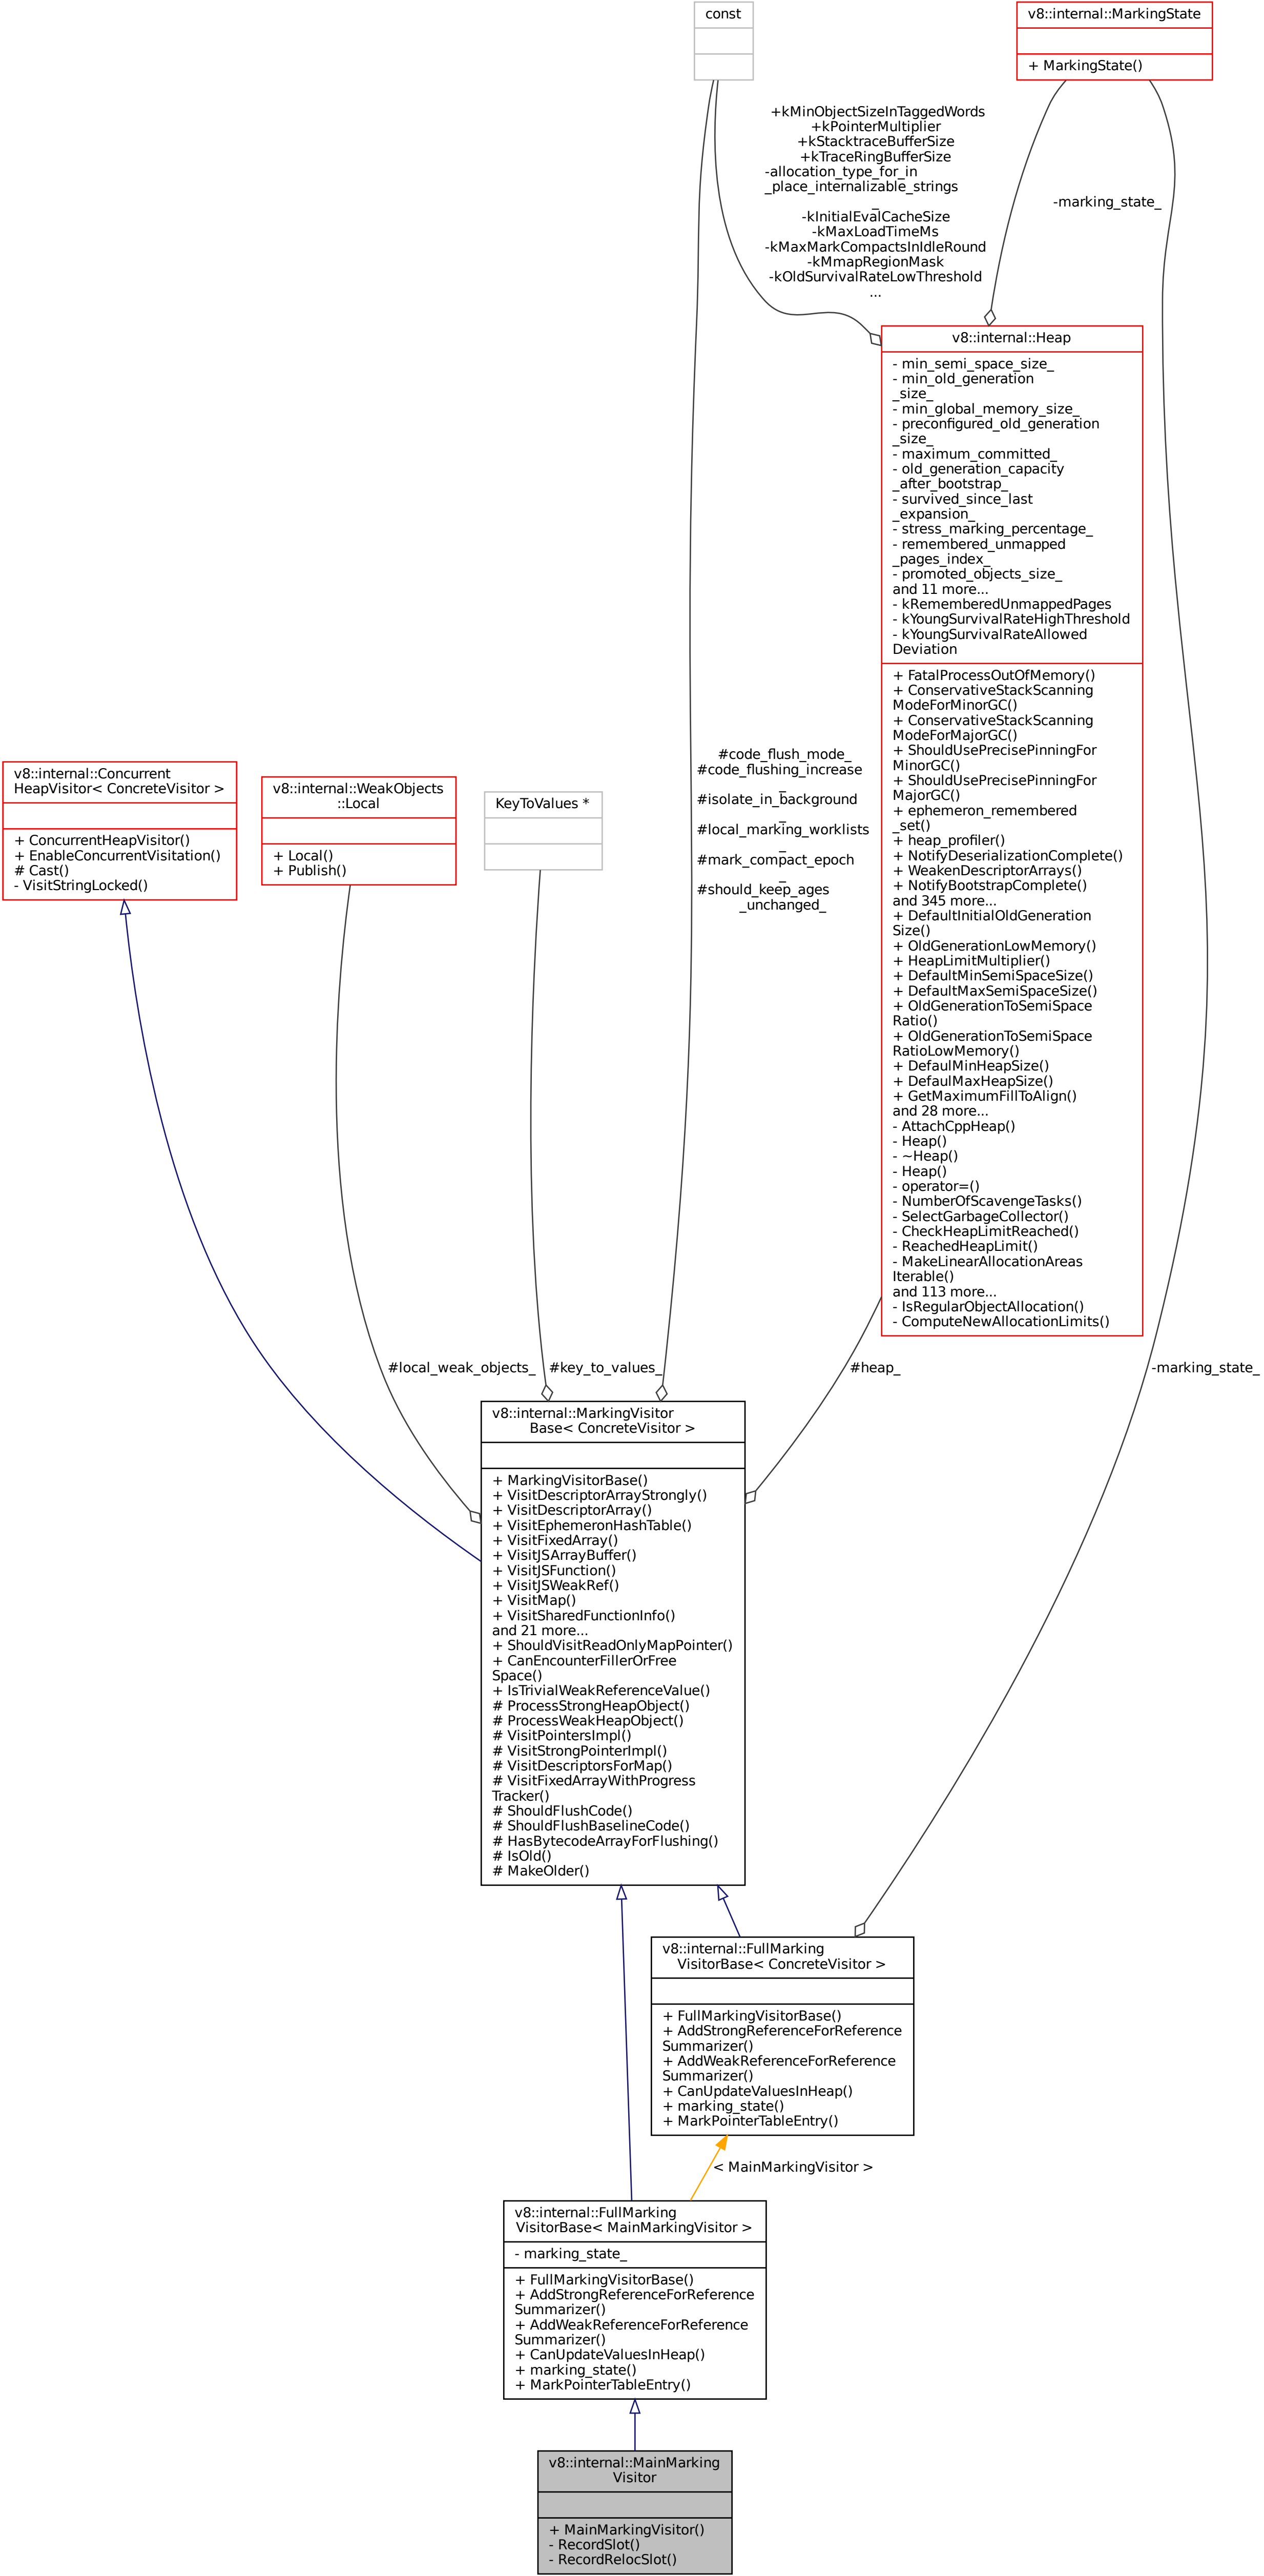 const
v8::internal::MarkingState
+ MarkingState()
+kMinObjectSizeInTaggedWords
+kPointerMultiplier
+kStacktraceBufferSize
+kTraceRingBufferSize
-allocation_type_for_in
_place_internalizable_strings
_
-kInitialEvalCacheSize
-kMaxLoadTimeMs
-kMaxMarkCompactsInIdleRound
-kMmapRegionMask
-kOldSurvivalRateLowThreshold
...
-marking_state_
v8::internal::Heap
- min_semi_space_size_
- min_old_generation
_size_
- min_global_memory_size_
- preconfigured_old_generation
_size_
- maximum_committed_
- old_generation_capacity
_after_bootstrap_
- survived_since_last
_expansion_
- stress_marking_percentage_
- remembered_unmapped
_pages_index_
- promoted_objects_size_
and 11 more...
- kRememberedUnmappedPages
- kYoungSurvivalRateHighThreshold
- kYoungSurvivalRateAllowed
Deviation
+ FatalProcessOutOfMemory()
+ ConservativeStackScanning
ModeForMinorGC()
+ ConservativeStackScanning
ModeForMajorGC()
+ ShouldUsePrecisePinningFor
MinorGC()
+ ShouldUsePrecisePinningFor
MajorGC()
+ ephemeron_remembered
_set()
+ heap_profiler()
+ NotifyDeserializationComplete()
+ WeakenDescriptorArrays()
+ NotifyBootstrapComplete()
and 345 more...
+ DefaultInitialOldGeneration
Size()
+ OldGenerationLowMemory()
+ HeapLimitMultiplier()
+ DefaultMinSemiSpaceSize()
+ DefaultMaxSemiSpaceSize()
+ OldGenerationToSemiSpace
Ratio()
+ OldGenerationToSemiSpace
RatioLowMemory()
+ DefaulMinHeapSize()
+ DefaulMaxHeapSize()
+ GetMaximumFillToAlign()
and 28 more...
- AttachCppHeap()
- Heap()
- ~Heap()
- Heap()
- operator=()
- NumberOfScavengeTasks()
- SelectGarbageCollector()
- CheckHeapLimitReached()
- ReachedHeapLimit()
- MakeLinearAllocationAreas
Iterable()
and 113 more...
- IsRegularObjectAllocation()
- ComputeNewAllocationLimits()
#code_flush_mode_
#code_flushing_increase
_
#isolate_in_background
_
#local_marking_worklists
_
#mark_compact_epoch
_
#should_keep_ages
_unchanged_
v8::internal::Concurrent
HeapVisitor< ConcreteVisitor >
+ ConcurrentHeapVisitor()
+ EnableConcurrentVisitation()
# Cast()
- VisitStringLocked()
v8::internal::WeakObjects
::Local
+ Local()
+ Publish()
KeyToValues *
#local_weak_objects_
#key_to_values_
#heap_
-marking_state_
v8::internal::MarkingVisitor
Base< ConcreteVisitor >
+ MarkingVisitorBase()
+ VisitDescriptorArrayStrongly()
+ VisitDescriptorArray()
+ VisitEphemeronHashTable()
+ VisitFixedArray()
+ VisitJSArrayBuffer()
+ VisitJSFunction()
+ VisitJSWeakRef()
+ VisitMap()
+ VisitSharedFunctionInfo()
and 21 more...
+ ShouldVisitReadOnlyMapPointer()
+ CanEncounterFillerOrFree
Space()
+ IsTrivialWeakReferenceValue()
# ProcessStrongHeapObject()
# ProcessWeakHeapObject()
# VisitPointersImpl()
# VisitStrongPointerImpl()
# VisitDescriptorsForMap()
# VisitFixedArrayWithProgress
Tracker()
# ShouldFlushCode()
# ShouldFlushBaselineCode()
# HasBytecodeArrayForFlushing()
# IsOld()
# MakeOlder()
v8::internal::FullMarking
VisitorBase< ConcreteVisitor >
+ FullMarkingVisitorBase()
+ AddStrongReferenceForReference
Summarizer()
+ AddWeakReferenceForReference
Summarizer()
+ CanUpdateValuesInHeap()
+ marking_state()
+ MarkPointerTableEntry()
< MainMarkingVisitor >
v8::internal::FullMarking
VisitorBase< MainMarkingVisitor >
- marking_state_
+ FullMarkingVisitorBase()
+ AddStrongReferenceForReference
Summarizer()
+ AddWeakReferenceForReference
Summarizer()
+ CanUpdateValuesInHeap()
+ marking_state()
+ MarkPointerTableEntry()
v8::internal::MainMarking
Visitor
+ MainMarkingVisitor()
- RecordSlot()
- RecordRelocSlot()